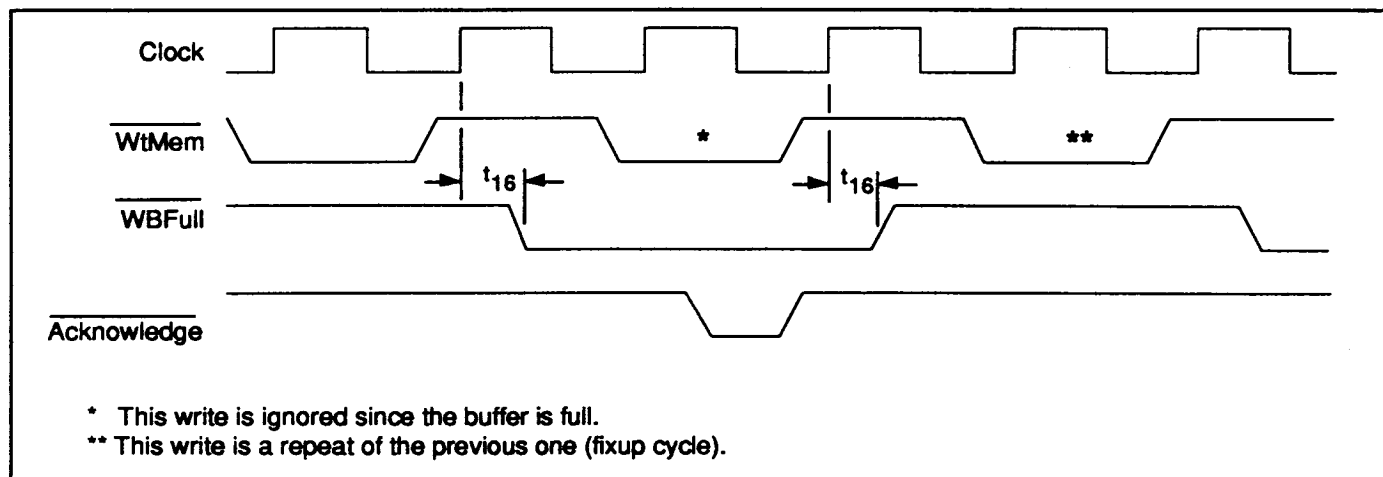 Clock
WtMem
*
**
t16
t16
WBFull
Acknowledge
* This write is ignored since the buffer is full.
** This write is a repeat of the previous one (fixup cycle).